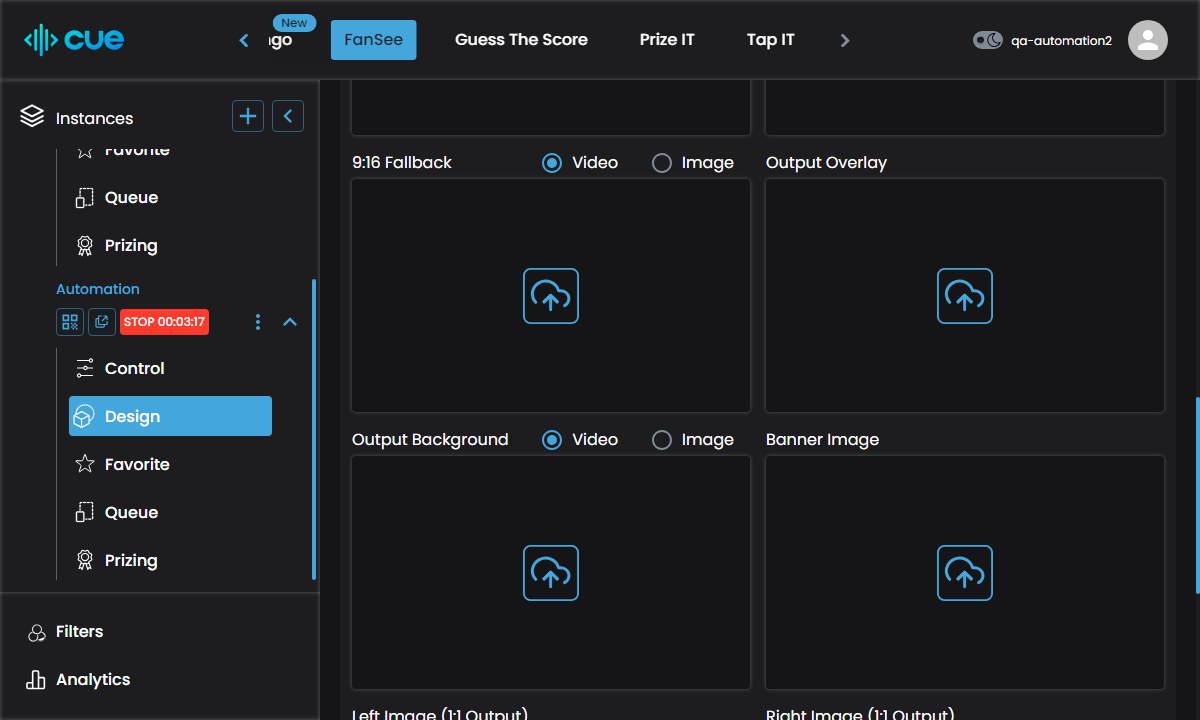 cue
New
FanSee
Guess The Score
Prize IT
Tap IT
qa-automation2
Instances
Favorite
Queue
Prizing
Automation
STOP 00:03:17
Control
Design
Favorite
Queue
Prizing
Filters
Analytics
9:16 Fallback
Video
Image
Output Overlay
Output Background
Video
Image
Banner Image
Left Image (1:1 Output)
Right Image (1:1 Output)